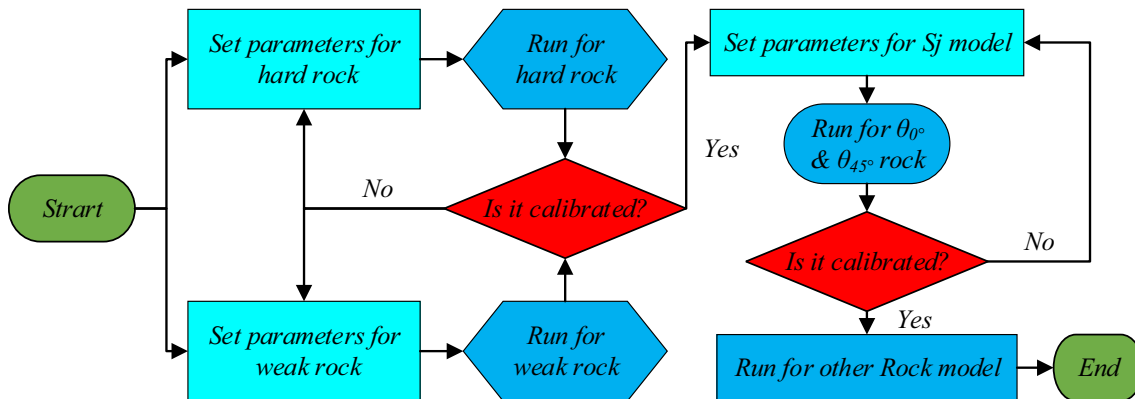 Strart
Set parameters for
hard rock
Run for
hard rock
Set parameters for
weak rock
Run for
weak rock
Is it calibrated?
No
Yes
Set parameters for Sj model
Run for θ0°
& θ45° rock
Is it calibrated?
No
Yes
Run for other Rock model
End